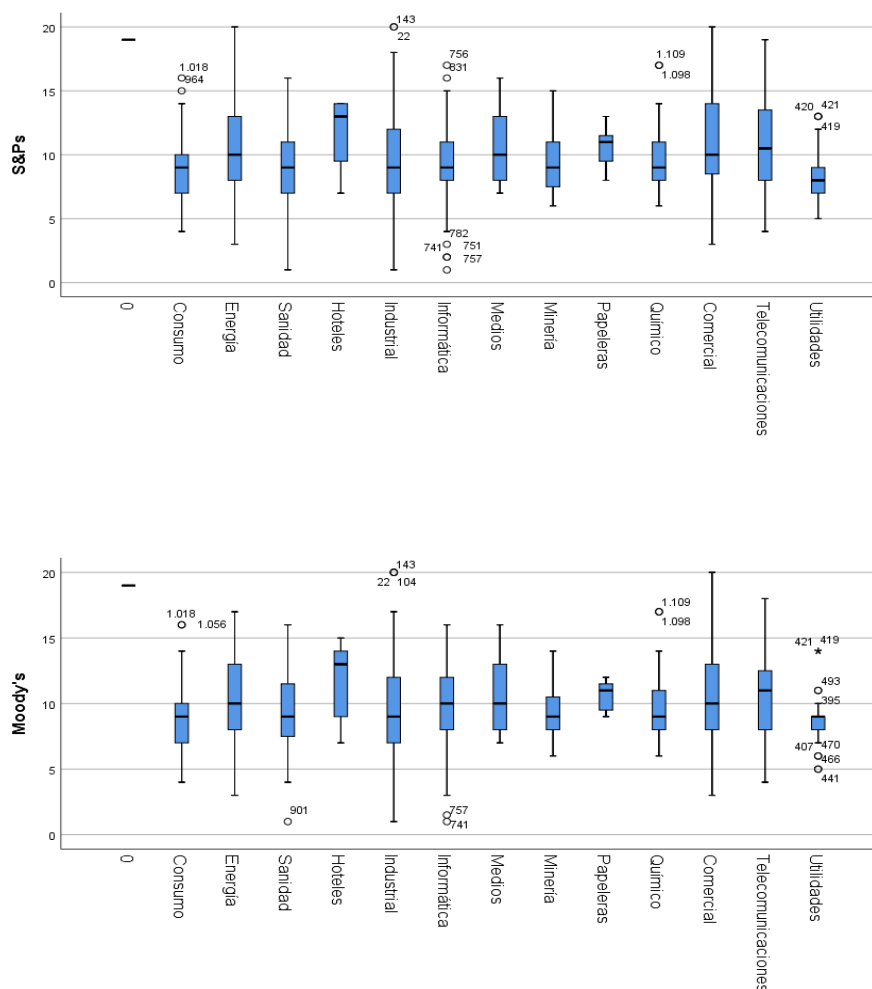 143
20
22
756
1.109
1.018
831
964
1.098
15
420 421
419
S&Ps
10
5
782
741 751
757
0
0
Consumo
Energía
Sanidad
Hoteles
Industrial
Informática
Medios
Minería
Papeleras
Químico
Comercial
Telecomunicaciones
Utilidades
143
20
22 104
1.018
1.109
1.056
1.098
15
421 419
493
395
Moody's
10
407 470
466
5
441
901
757
741
0
0
Consumo
Energía
Sanidad
Hoteles
Industrial
Informática
Medios
Minería
Papeleras
Químico
Comercial
Telecomunicaciones
Utilidades